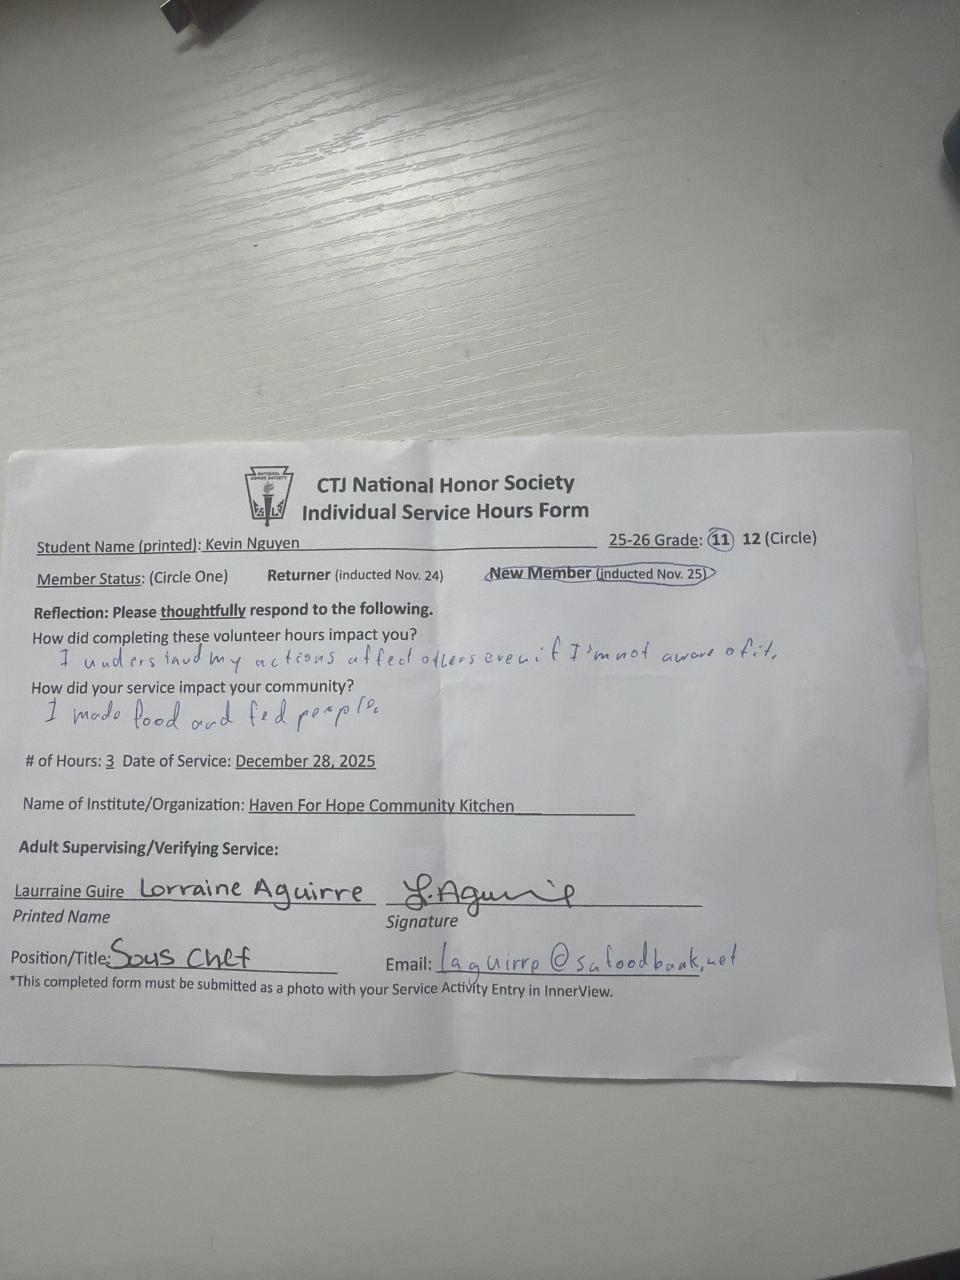 NATIONAL
HONOR SOCIETY
CTJ National Honor Society
Individual Service Hours Form
Student Name (printed): Kevin Nguyen 25-26 Grade: 11 12 (Circle)
Member Status: (Circle One) Returner (inducted Nov. 24) New Member (inducted Nov. 25)
Reflection: Please thoughtfully respond to the following.
How did completing these volunteer hours impact you?
I understand my actions affect others even if I'm not aware of it.
How did your service impact your community?
I made food and fed people.
# of Hours: 3 Date of Service: December 28, 2025
Name of Institute/Organization: Haven For Hope Community Kitchen
Adult Supervising/Verifying Service:
Laurraine Guire Lorraine Aguirre L. Aguirre
Printed Name Signature
Position/Title: Sous Chef Email: laguirre@safoodbank.net
*This completed form must be submitted as a photo with your Service Activity Entry in InnerView.